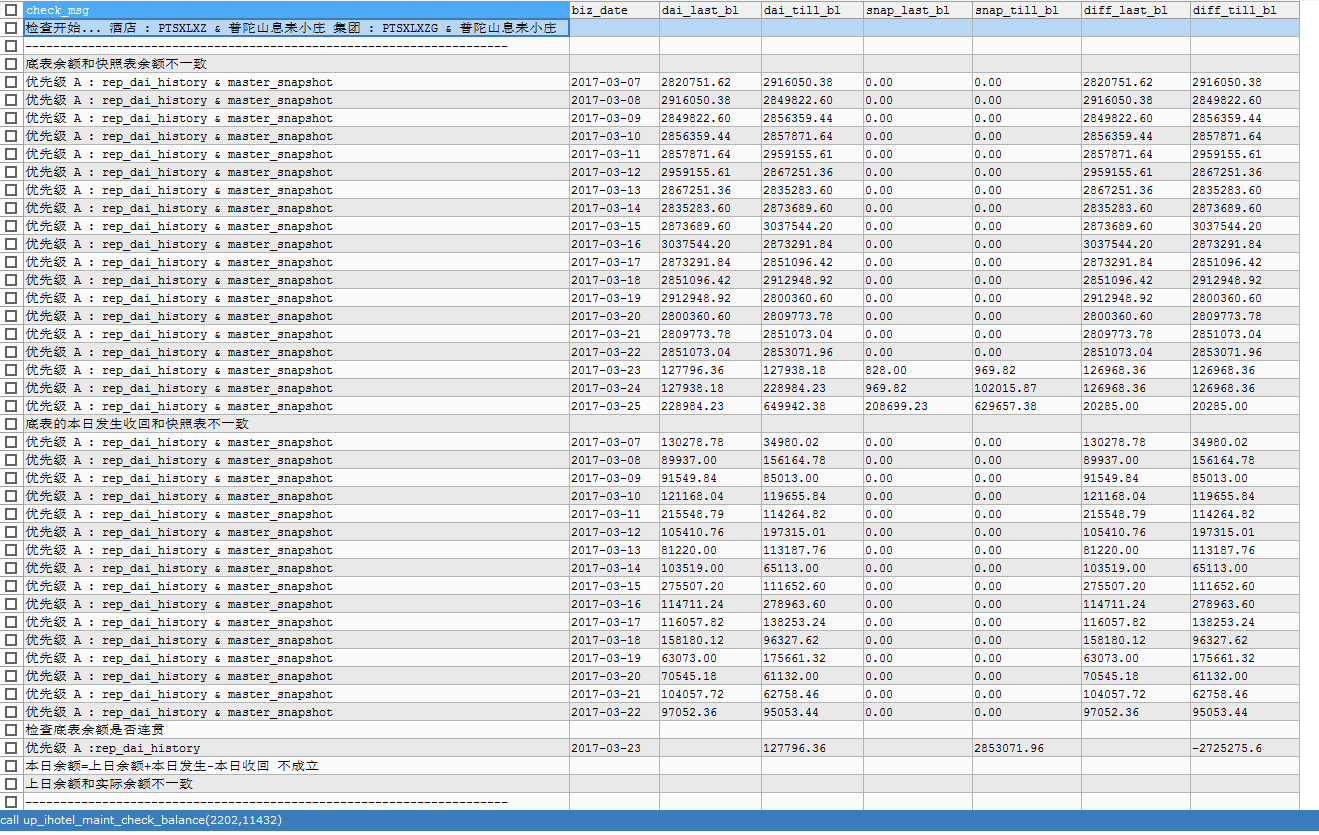 check_msg biz_date dai_last_bl dai_till_bl snap_last_bl snap_till_bl diff_last_bl diff_till_bl
检查开始... 酒店 : PTSXLXZ & 普陀山息耒小庄 集团 : PTSXLXZG & 普陀山息耒小庄
----------------------------------------------------------------------
底表余额和快照表余额不一致
优先级 A : rep_dai_history & master_snapshot 2017-03-07 2820751.62 2916050.38 0.00 0.00 2820751.62 2916050.38
优先级 A : rep_dai_history & master_snapshot 2017-03-08 2916050.38 2849822.60 0.00 0.00 2916050.38 2849822.60
优先级 A : rep_dai_history & master_snapshot 2017-03-09 2849822.60 2856359.44 0.00 0.00 2849822.60 2856359.44
优先级 A : rep_dai_history & master_snapshot 2017-03-10 2856359.44 2857871.64 0.00 0.00 2856359.44 2857871.64
优先级 A : rep_dai_history & master_snapshot 2017-03-11 2857871.64 2959155.61 0.00 0.00 2857871.64 2959155.61
优先级 A : rep_dai_history & master_snapshot 2017-03-12 2959155.61 2867251.36 0.00 0.00 2959155.61 2867251.36
优先级 A : rep_dai_history & master_snapshot 2017-03-13 2867251.36 2835283.60 0.00 0.00 2867251.36 2835283.60
优先级 A : rep_dai_history & master_snapshot 2017-03-14 2835283.60 2873689.60 0.00 0.00 2835283.60 2873689.60
优先级 A : rep_dai_history & master_snapshot 2017-03-15 2873689.60 3037544.20 0.00 0.00 2873689.60 3037544.20
优先级 A : rep_dai_history & master_snapshot 2017-03-16 3037544.20 2873291.84 0.00 0.00 3037544.20 2873291.84
优先级 A : rep_dai_history & master_snapshot 2017-03-17 2873291.84 2851096.42 0.00 0.00 2873291.84 2851096.42
优先级 A : rep_dai_history & master_snapshot 2017-03-18 2851096.42 2912948.92 0.00 0.00 2851096.42 2912948.92
优先级 A : rep_dai_history & master_snapshot 2017-03-19 2912948.92 2800360.60 0.00 0.00 2912948.92 2800360.60
优先级 A : rep_dai_history & master_snapshot 2017-03-20 2800360.60 2809773.78 0.00 0.00 2800360.60 2809773.78
优先级 A : rep_dai_history & master_snapshot 2017-03-21 2809773.78 2851073.04 0.00 0.00 2809773.78 2851073.04
优先级 A : rep_dai_history & master_snapshot 2017-03-22 2851073.04 2853071.96 0.00 0.00 2851073.04 2853071.96
优先级 A : rep_dai_history & master_snapshot 2017-03-23 127796.36 127938.18 828.00 969.82 126968.36 126968.36
优先级 A : rep_dai_history & master_snapshot 2017-03-24 127938.18 228984.23 969.82 102015.87 126968.36 126968.36
优先级 A : rep_dai_history & master_snapshot 2017-03-25 228984.23 649942.38 208699.23 629657.38 20285.00 20285.00
底表的本日发生收回和快照表不一致
优先级 A : rep_dai_history & master_snapshot 2017-03-07 130278.78 34980.02 0.00 0.00 130278.78 34980.02
优先级 A : rep_dai_history & master_snapshot 2017-03-08 89937.00 156164.78 0.00 0.00 89937.00 156164.78
优先级 A : rep_dai_history & master_snapshot 2017-03-09 91549.84 85013.00 0.00 0.00 91549.84 85013.00
优先级 A : rep_dai_history & master_snapshot 2017-03-10 121168.04 119655.84 0.00 0.00 121168.04 119655.84
优先级 A : rep_dai_history & master_snapshot 2017-03-11 215548.79 114264.82 0.00 0.00 215548.79 114264.82
优先级 A : rep_dai_history & master_snapshot 2017-03-12 105410.76 197315.01 0.00 0.00 105410.76 197315.01
优先级 A : rep_dai_history & master_snapshot 2017-03-13 81220.00 113187.76 0.00 0.00 81220.00 113187.76
优先级 A : rep_dai_history & master_snapshot 2017-03-14 103519.00 65113.00 0.00 0.00 103519.00 65113.00
优先级 A : rep_dai_history & master_snapshot 2017-03-15 275507.20 111652.60 0.00 0.00 275507.20 111652.60
优先级 A : rep_dai_history & master_snapshot 2017-03-16 114711.24 278963.60 0.00 0.00 114711.24 278963.60
优先级 A : rep_dai_history & master_snapshot 2017-03-17 116057.82 138253.24 0.00 0.00 116057.82 138253.24
优先级 A : rep_dai_history & master_snapshot 2017-03-18 158180.12 96327.62 0.00 0.00 158180.12 96327.62
优先级 A : rep_dai_history & master_snapshot 2017-03-19 63073.00 175661.32 0.00 0.00 63073.00 175661.32
优先级 A : rep_dai_history & master_snapshot 2017-03-20 70545.18 61132.00 0.00 0.00 70545.18 61132.00
优先级 A : rep_dai_history & master_snapshot 2017-03-21 104057.72 62758.46 0.00 0.00 104057.72 62758.46
优先级 A : rep_dai_history & master_snapshot 2017-03-22 97052.36 95053.44 0.00 0.00 97052.36 95053.44
检查底表余额是否连贯
优先级 A :rep_dai_history 2017-03-23 127796.36 2853071.96 -2725275.6
本日余额=上日余额+本日发生-本日收回 不成立
上日余额和实际余额不一致
----------------------------------------------------------------------
call up_ihotel_maint_check_balance(2202,11432)